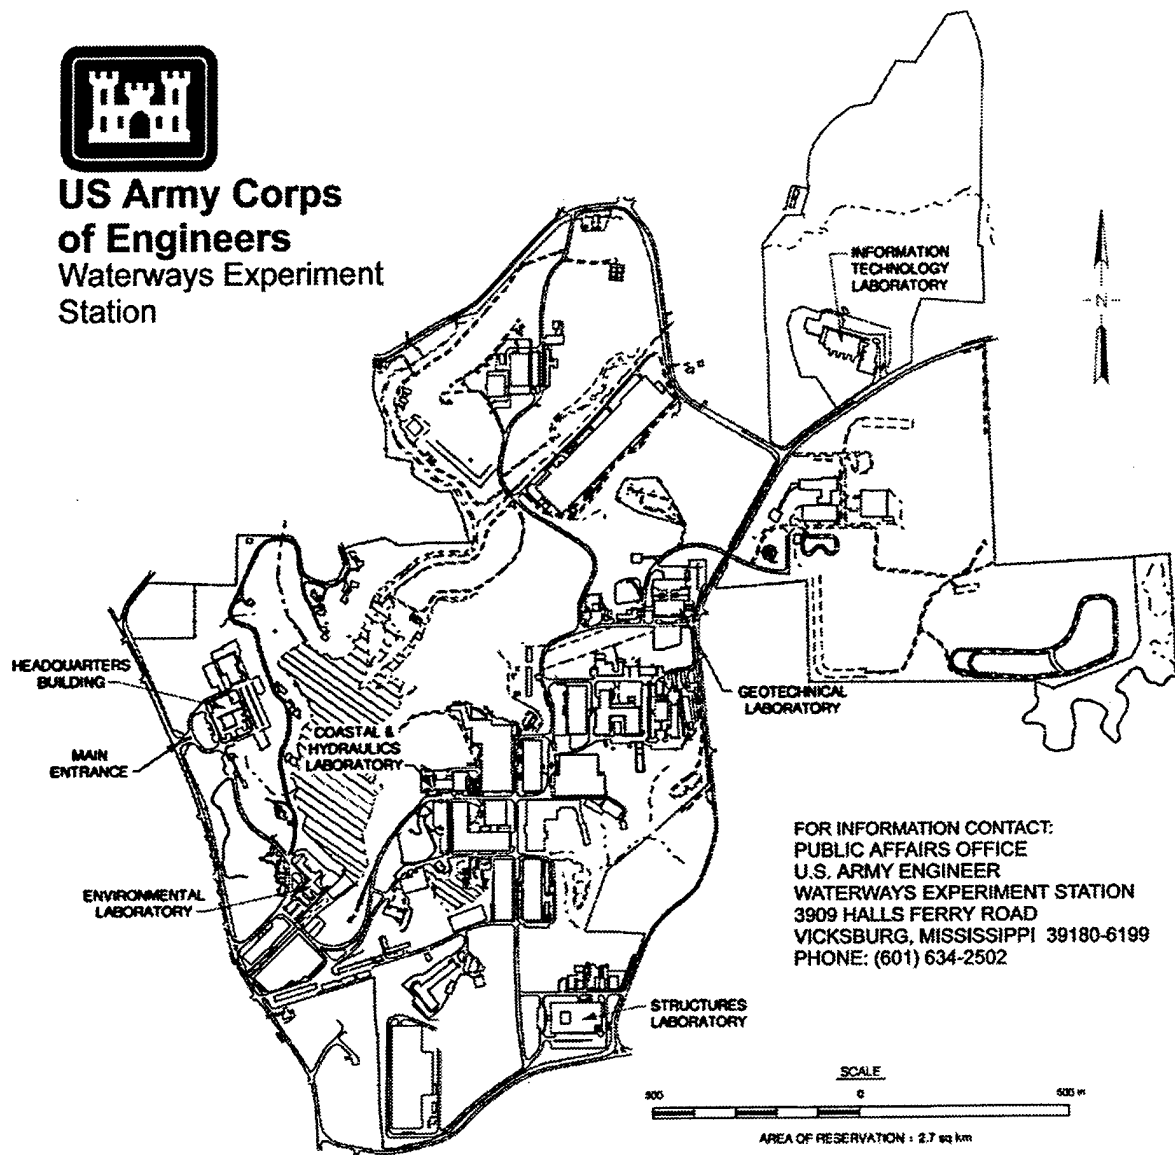 US Army Corps
of Engineers
Waterways Experiment
Station
INFORMATION
TECHNOLOGY
LABORATORY
N
HEADQUARTERS
BUILDING
MAIN
ENTRANCE
COASTAL &
HYDRAULICS
LABORATORY
GEOTECHNICAL
LABORATORY
ENVIRONMENTAL
LABORATORY
STRUCTURES
LABORATORY
FOR INFORMATION CONTACT:
PUBLIC AFFAIRS OFFICE
U.S. ARMY ENGINEER
WATERWAYS EXPERIMENT STATION
3909 HALLS FERRY ROAD
VICKSBURG, MISSISSIPPI 39180-6199
PHONE: (601) 634-2502
SCALE
500 0 500 m
AREA OF RESERVATION : 2.7 sq km